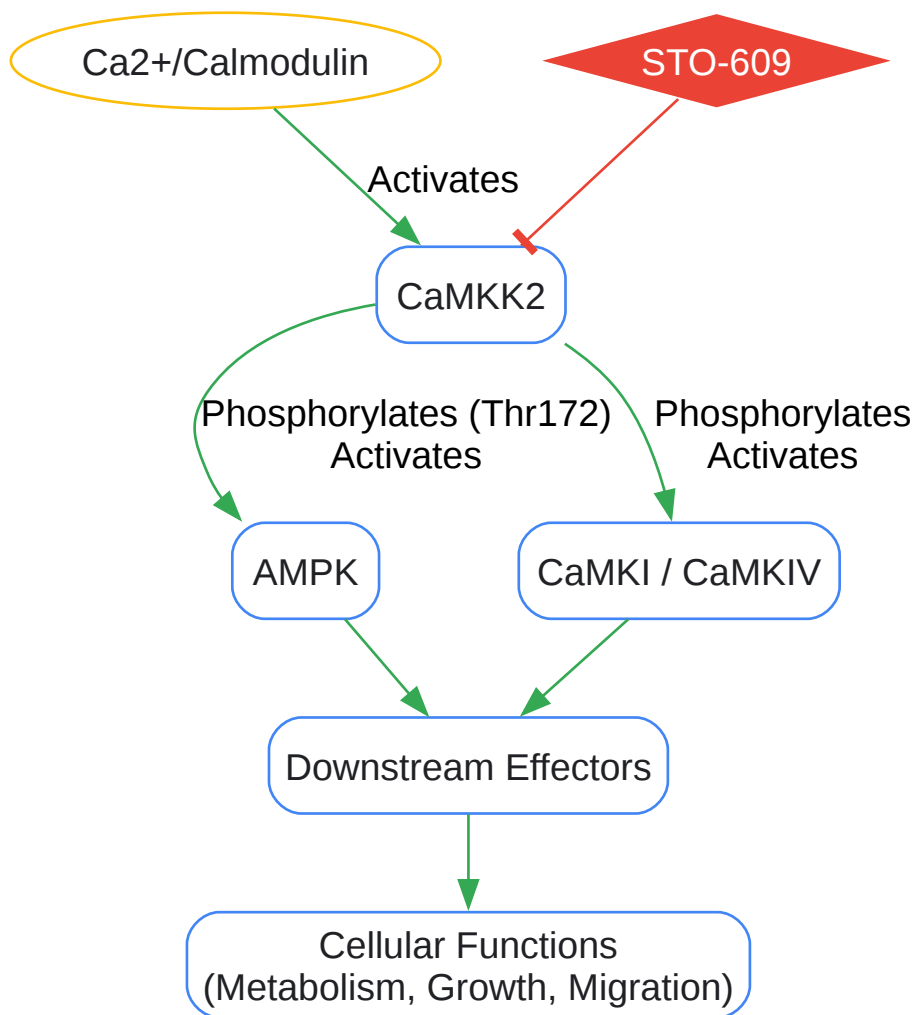 Ca2+/Calmodulin
STO-609
Activates
CaMKK2
Phosphorylates (Thr172)
Activates
Phosphorylates
Activates
AMPK
CaMKI / CaMKIV
Downstream Effectors
Cellular Functions
(Metabolism, Growth, Migration)